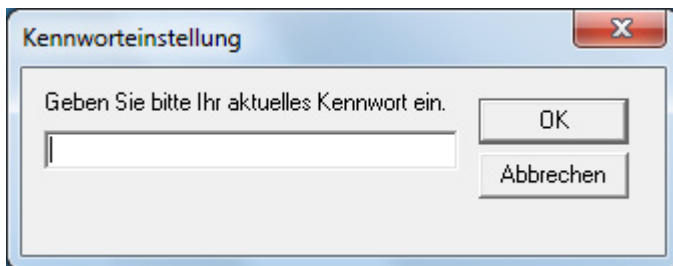 Kennworteinstellung
Geben Sie bitte Ihr aktuelles Kennwort ein.
OK
Abbrechen